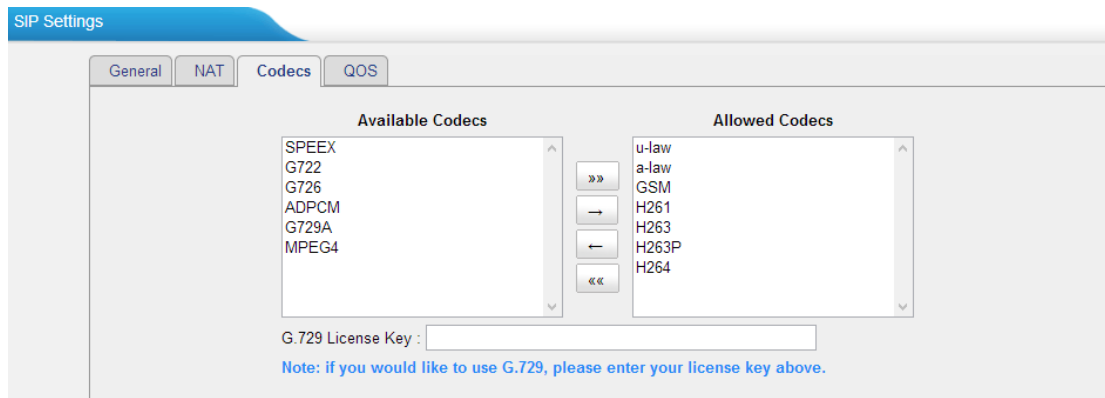 SIP Settings
General NAT Codecs QOS
Available Codecs
SPEEX
G722
G726
ADPCM
G729A
MPEG4
»»
→
←
««
Allowed Codecs
u-law
a-law
GSM
H261
H263
H263P
H264
G.729 License Key :
Note: if you would like to use G.729, please enter your license key above.